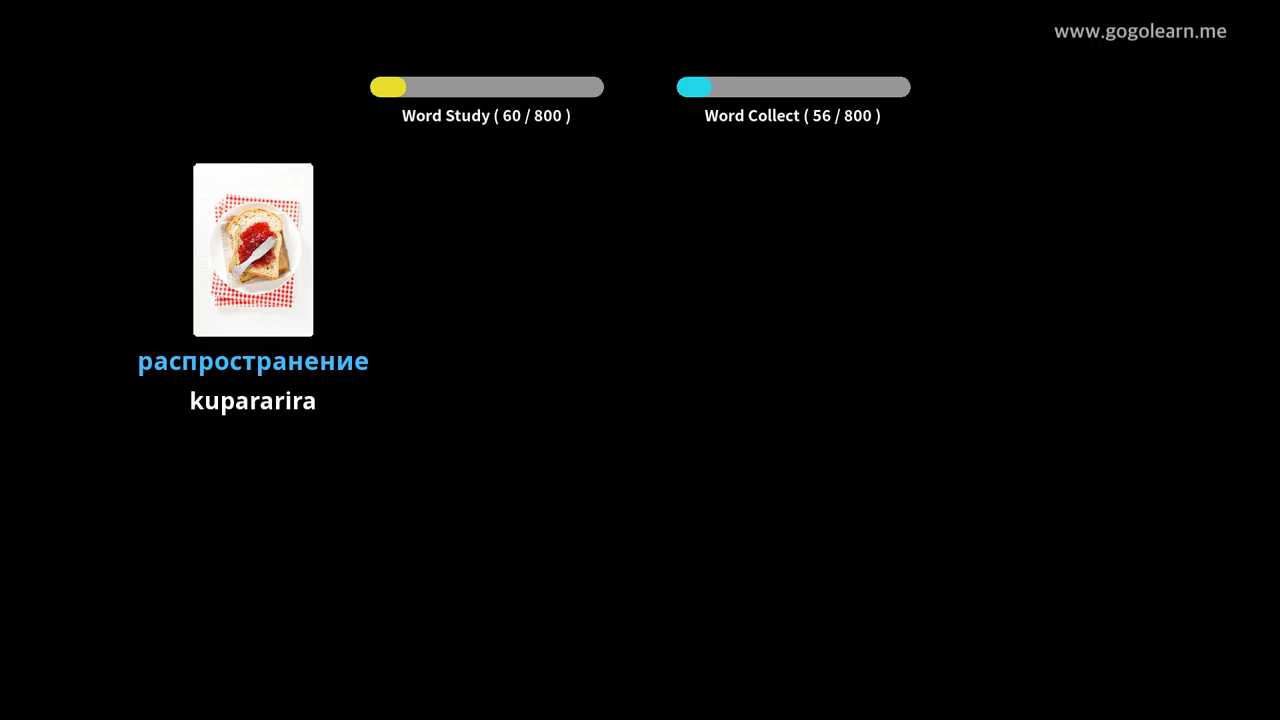 www.gogolearn.me
Word Study ( 60 / 800 )
Word Collect ( 56 / 800 )
распространение
kupararira